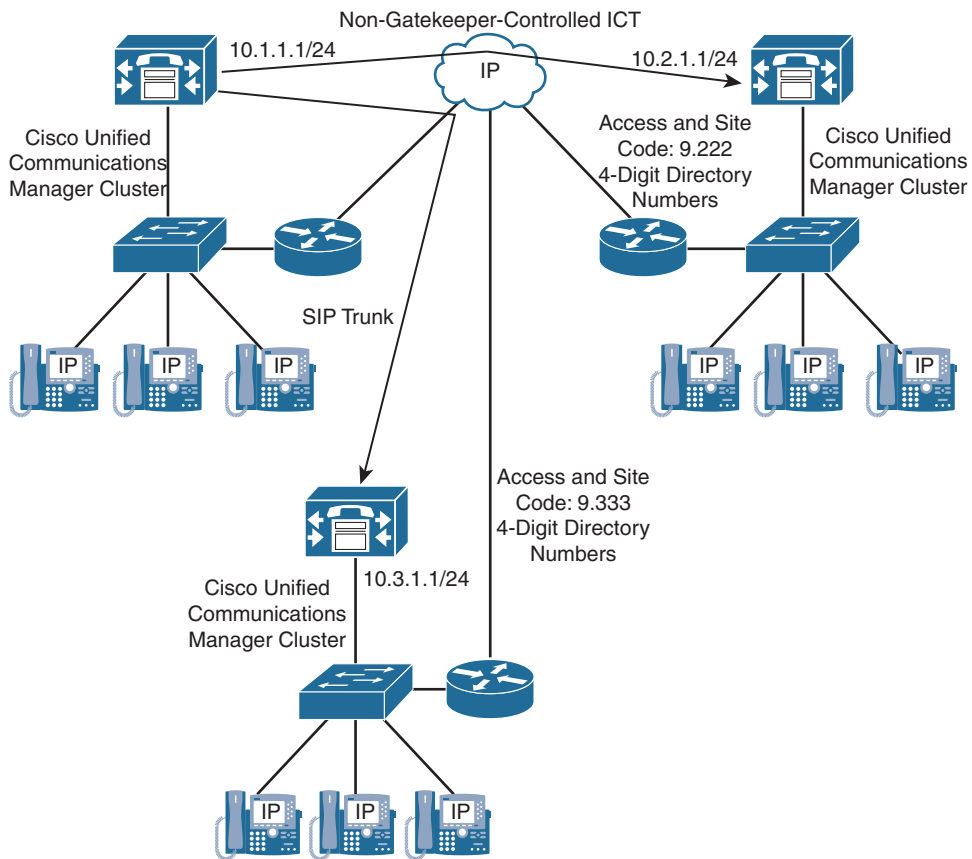 Non-Gatekeeper-Controlled ICT
10.1.1.1/24
IP
10.2.1.1/24
Cisco Unified
Communications
Manager Cluster
Access and Site
Code: 9.222
4-Digit Directory
Numbers
Cisco Unified
Communications
Manager Cluster
SIP Trunk
IP
IP
IP
IP
IP
IP
Access and Site
Code: 9.333
4-Digit Directory
Numbers
10.3.1.1/24
Cisco Unified
Communications
Manager Cluster
IP
IP
IP